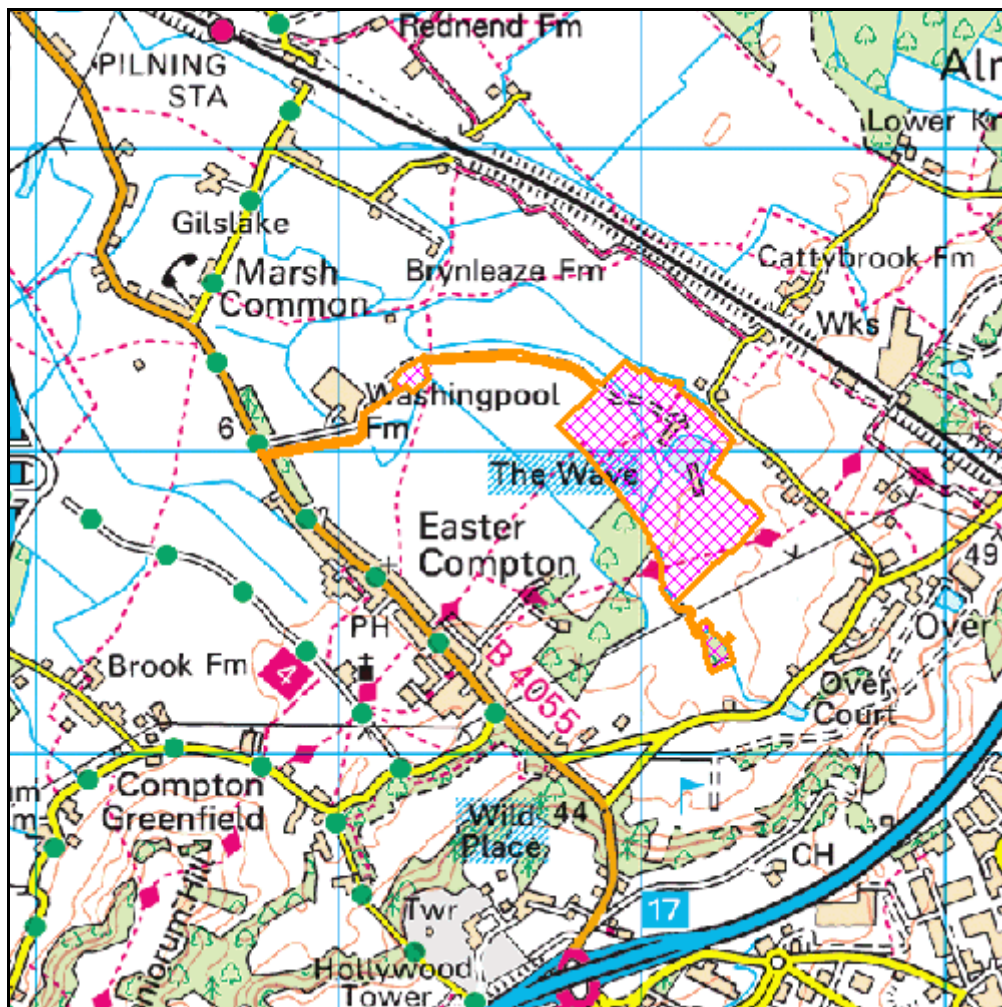 Rednend Fm
PILNING
STA
Lower
Gilslake
Marsh
Common
Brynleaze Fm
Cattybrook Fm
Wks
Washingpool
Fm
6
The Wave
Easter
Compton
49
PH
Over
Brook Fm
4
B 4055
Over
Court
Compton
Greenfield
Wild
Place
44
CH
17
Twr
Hollywood
Tower